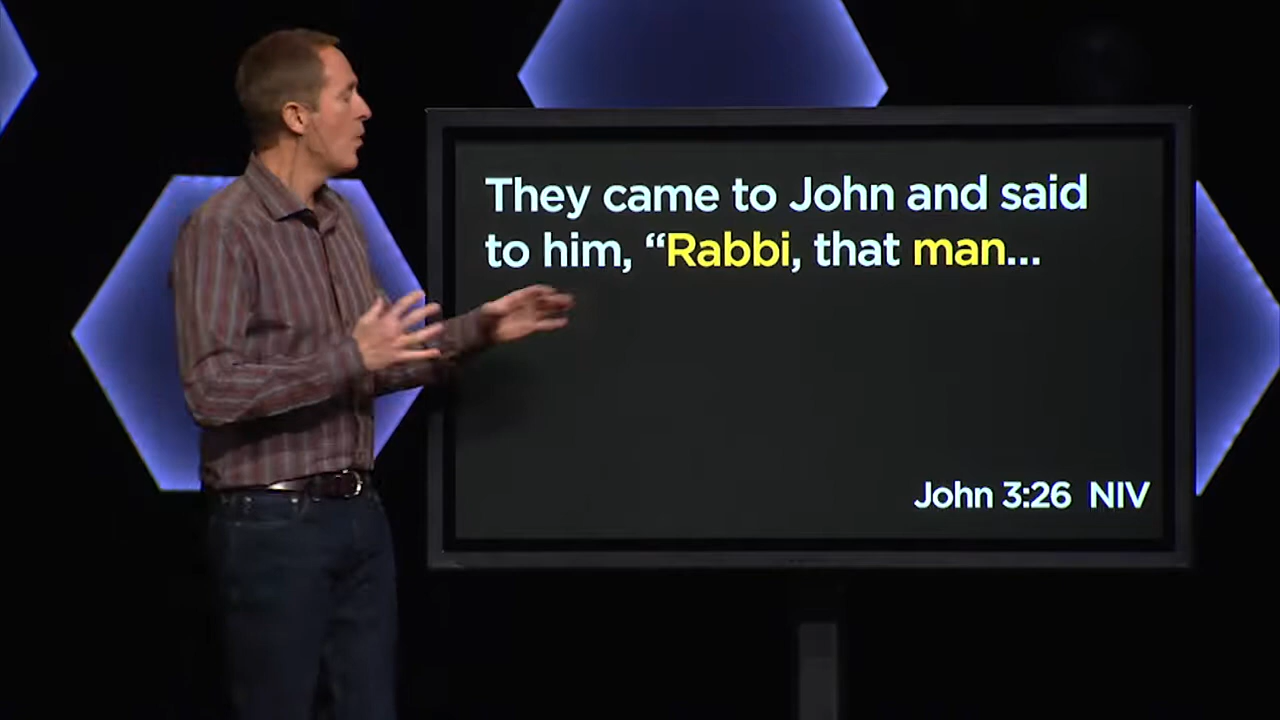 They came to John and said
to him, “Rabbi, that man...
John 3:26 NIV